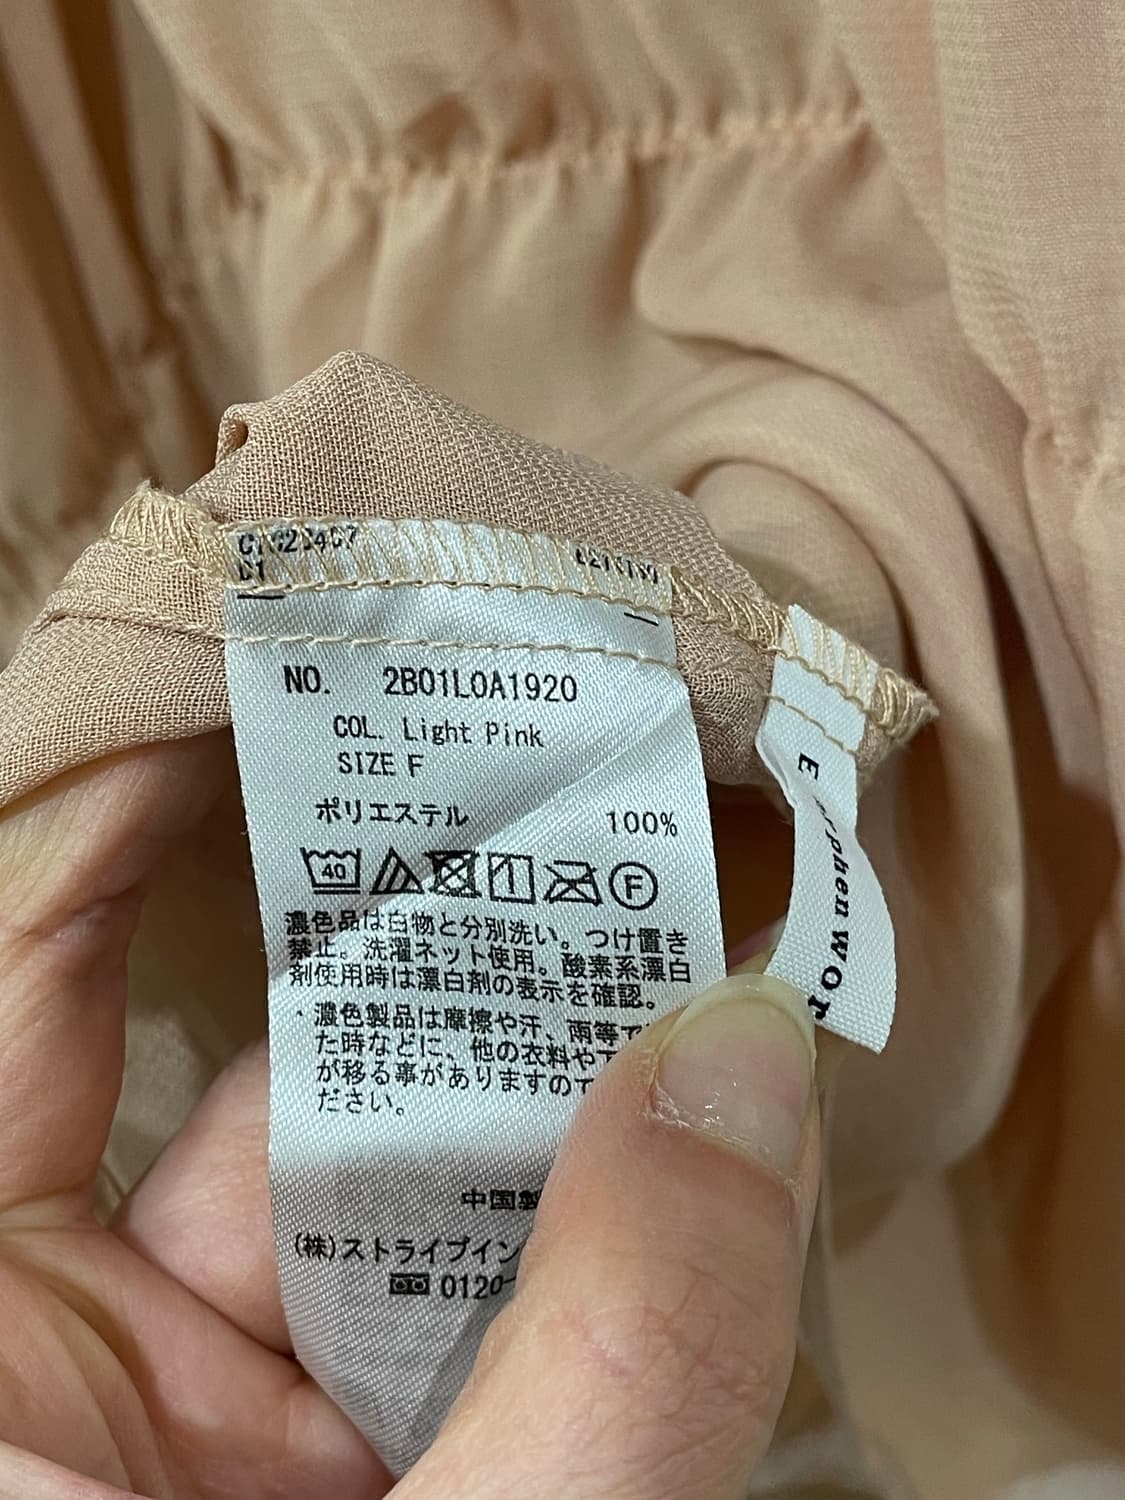 NO. 2B01L0A1920
COL. Light Pink
SIZE F
ポリエステル 100%
40 F
濃色品は白物と分別洗い。つけ置き
禁止。洗濯ネット使用。酸素系漂白
剤使用時は漂白剤の表示を確認。
・濃色製品は摩擦や汗、雨等で
た時などに、他の衣料や
が移る事がありますので
ださい。
中国製
(株)ストライプイン
0120-